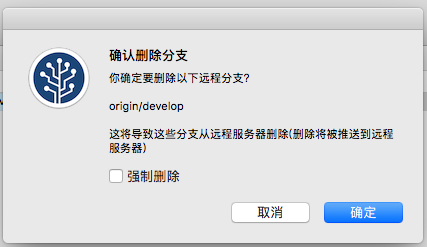 确认删除分支
你确定要删除以下远程分支?
origin/develop
这将导致这些分支从远程服务器删除(删除将被推送到远程
服务器)
强制删除
取消
确定